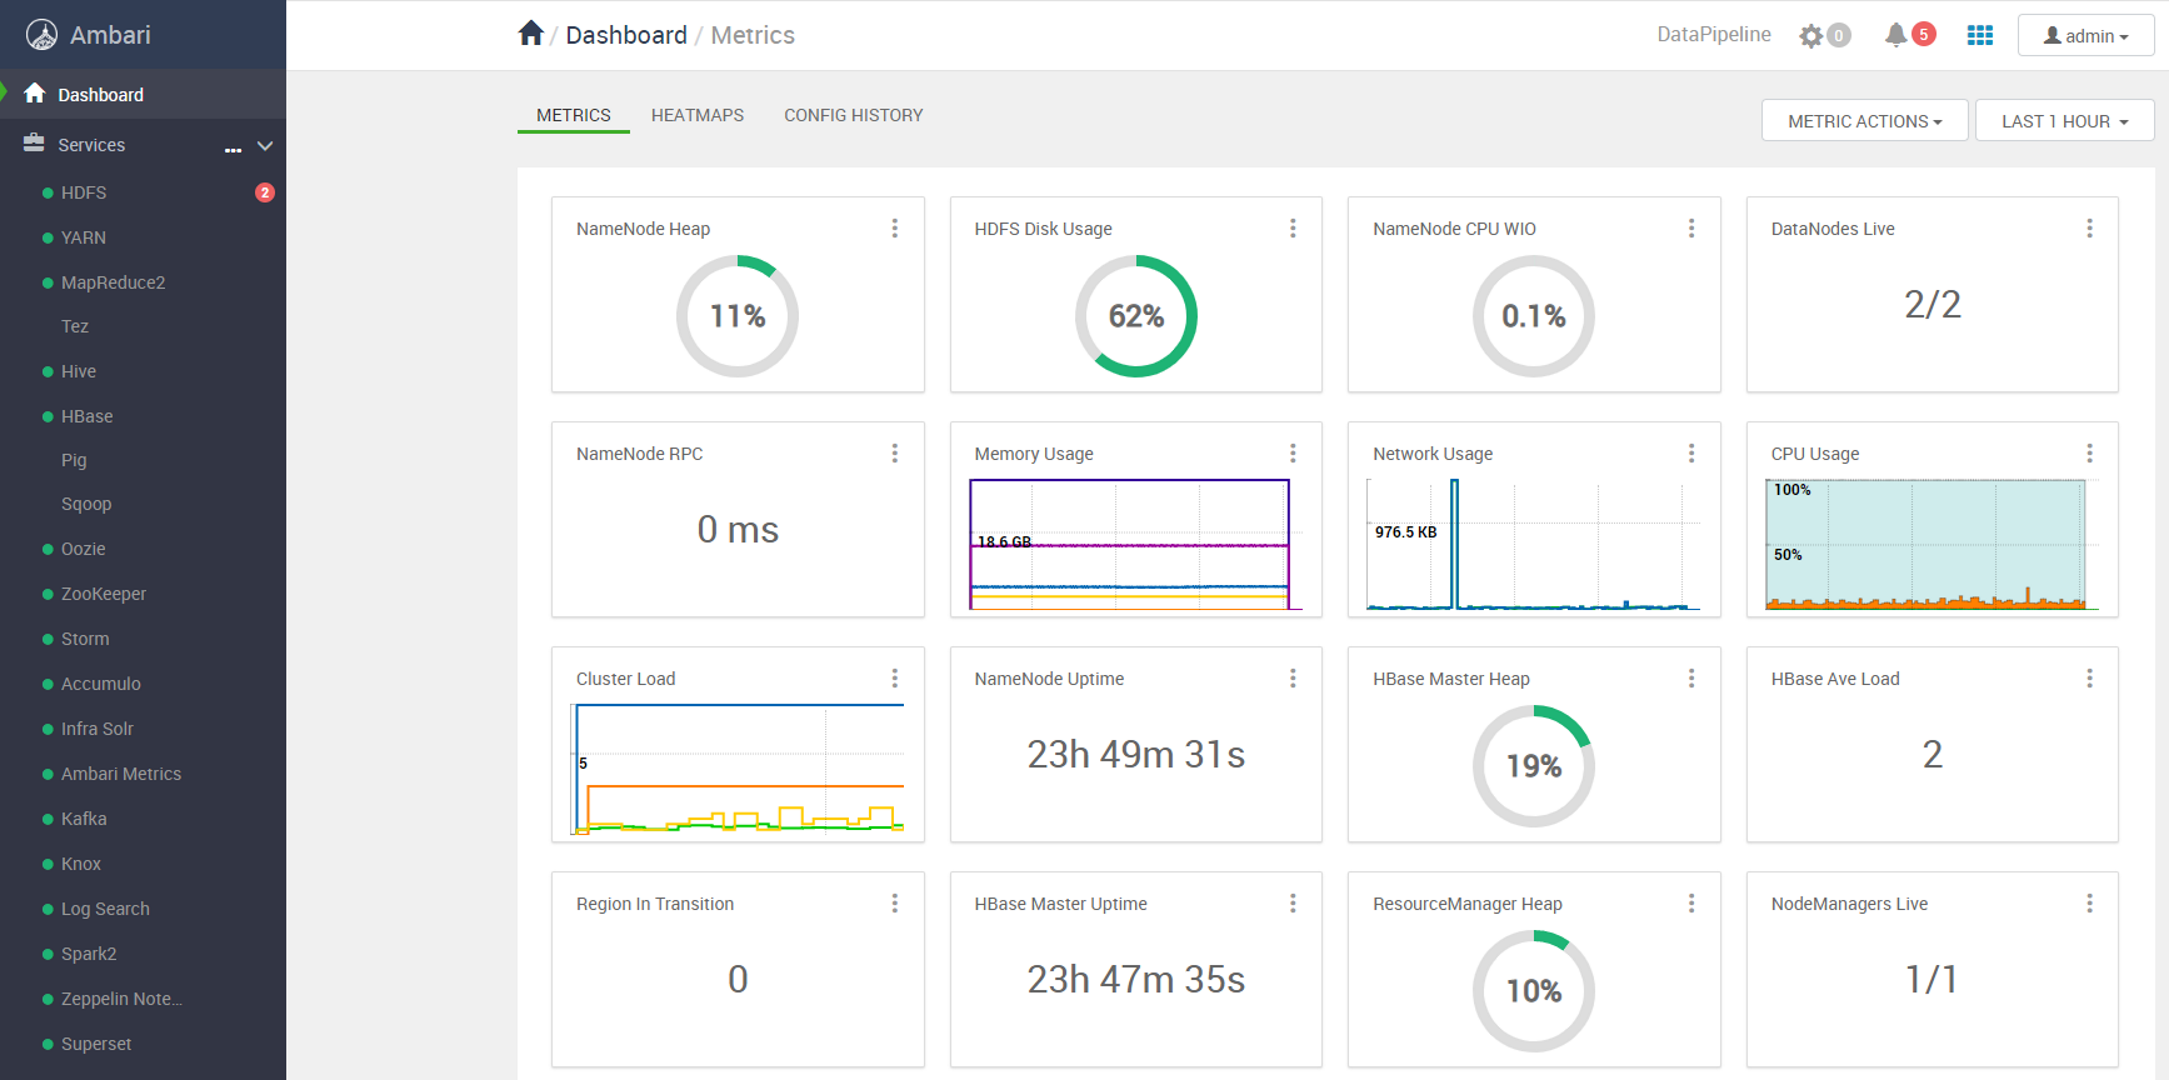 Ambari
Dashboard
Services
HDFS 2
YARN
MapReduce2
Tez
Hive
HBase
Pig
Sqoop
Oozie
ZooKeeper
Storm
Accumulo
Infra Solr
Ambari Metrics
Kafka
Knox
Log Search
Spark2
Zeppelin Note...
Superset
/ Dashboard / Metrics
DataPipeline 0 5 admin
METRICS HEATMAPS CONFIG HISTORY
METRIC ACTIONS LAST 1 HOUR
NameNode Heap
11%
HDFS Disk Usage
62%
NameNode CPU WIO
0.1%
DataNodes Live
2/2
NameNode RPC
0 ms
Memory Usage
18.6 GB
Network Usage
976.5 KB
CPU Usage
100%
50%
Cluster Load
5
NameNode Uptime
23h 49m 31s
HBase Master Heap
19%
HBase Ave Load
2
Region In Transition
0
HBase Master Uptime
23h 47m 35s
ResourceManager Heap
10%
NodeManagers Live
1/1